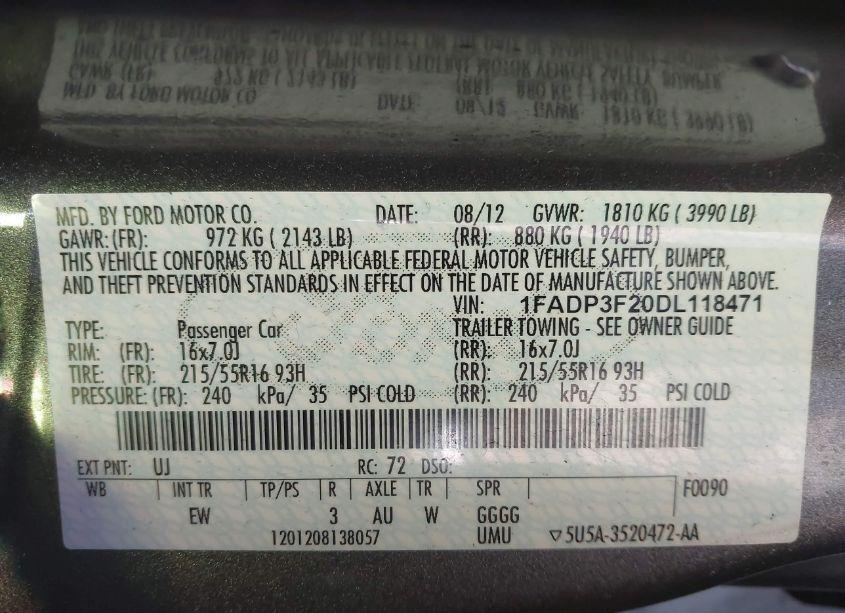 MFD. BY FORD MOTOR CO. DATE: 08/12 GVWR: 1810 KG ( 3990 LB)
GAWR: (FR): 972 KG ( 2143 LB) (RR): 880 KG ( 1940 LB)
THIS VEHICLE CONFORMS TO ALL APPLICABLE FEDERAL MOTOR VEHICLE SAFETY, BUMPER,
AND THEFT PREVENTION STANDARDS IN EFFECT ON THE DATE OF MANUFACTURE SHOWN ABOVE.
VIN: 1FADP3F20DL118471
TYPE: Passenger Car TRAILER TOWING - SEE OWNER GUIDE
RIM: (FR): 16x7.0J (RR): 16x7.0J
TIRE: (FR): 215/55R16 93H (RR): 215/55R16 93H
PRESSURE: (FR): 240 kPa/ 35 PSI COLD (RR): 240 kPa/ 35 PSI COLD
EXT PNT: UJ RC: 72 DSO:
WB INT TR TP/PS R AXLE TR SPR F0090
EW 3 AU W GGGG
1201208138057 UMU ▽5U5A-3520472-AA